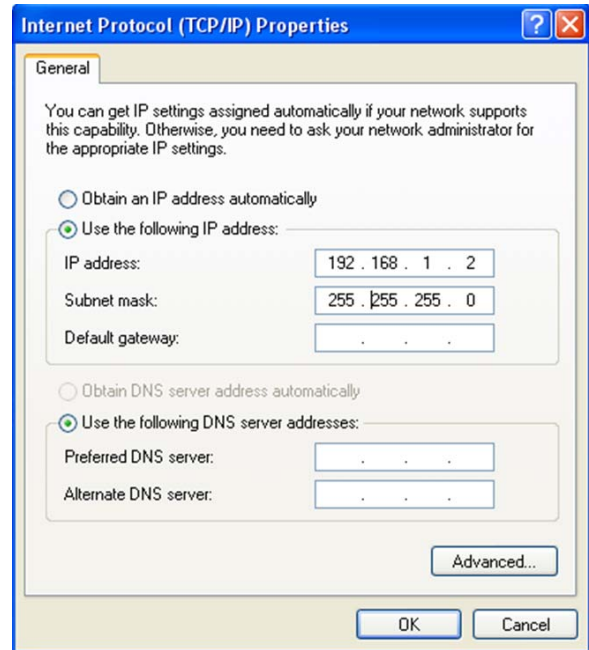 Internet Protocol (TCP/IP) Properties
General
You can get IP settings assigned automatically if your network supports
this capability. Otherwise, you need to ask your network administrator for
the appropriate IP settings.
Obtain an IP address automatically
Use the following IP address:
IP address: 192 . 168 . 1 . 2
Subnet mask: 255 . 255 . 255 . 0
Default gateway: . . .
Obtain DNS server address automatically
Use the following DNS server addresses:
Preferred DNS server: . . .
Alternate DNS server: . . .
Advanced...
OK Cancel